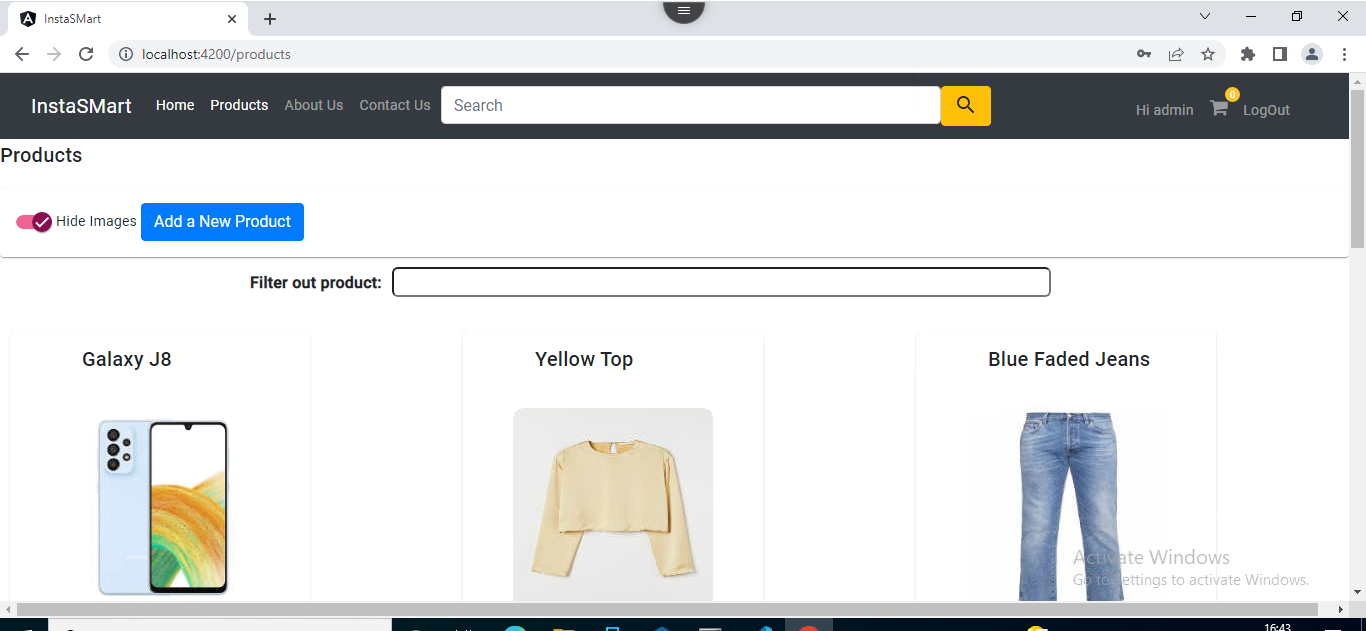 InstaSMart
localhost:4200/products
InstaSMart Home Products About Us Contact Us Search Hi admin 0 LogOut
Products
Hide Images Add a New Product
Filter out product:
Galaxy J8 Yellow Top Blue Faded Jeans
Activate Windows
Go to Settings to activate Windows.
16:43